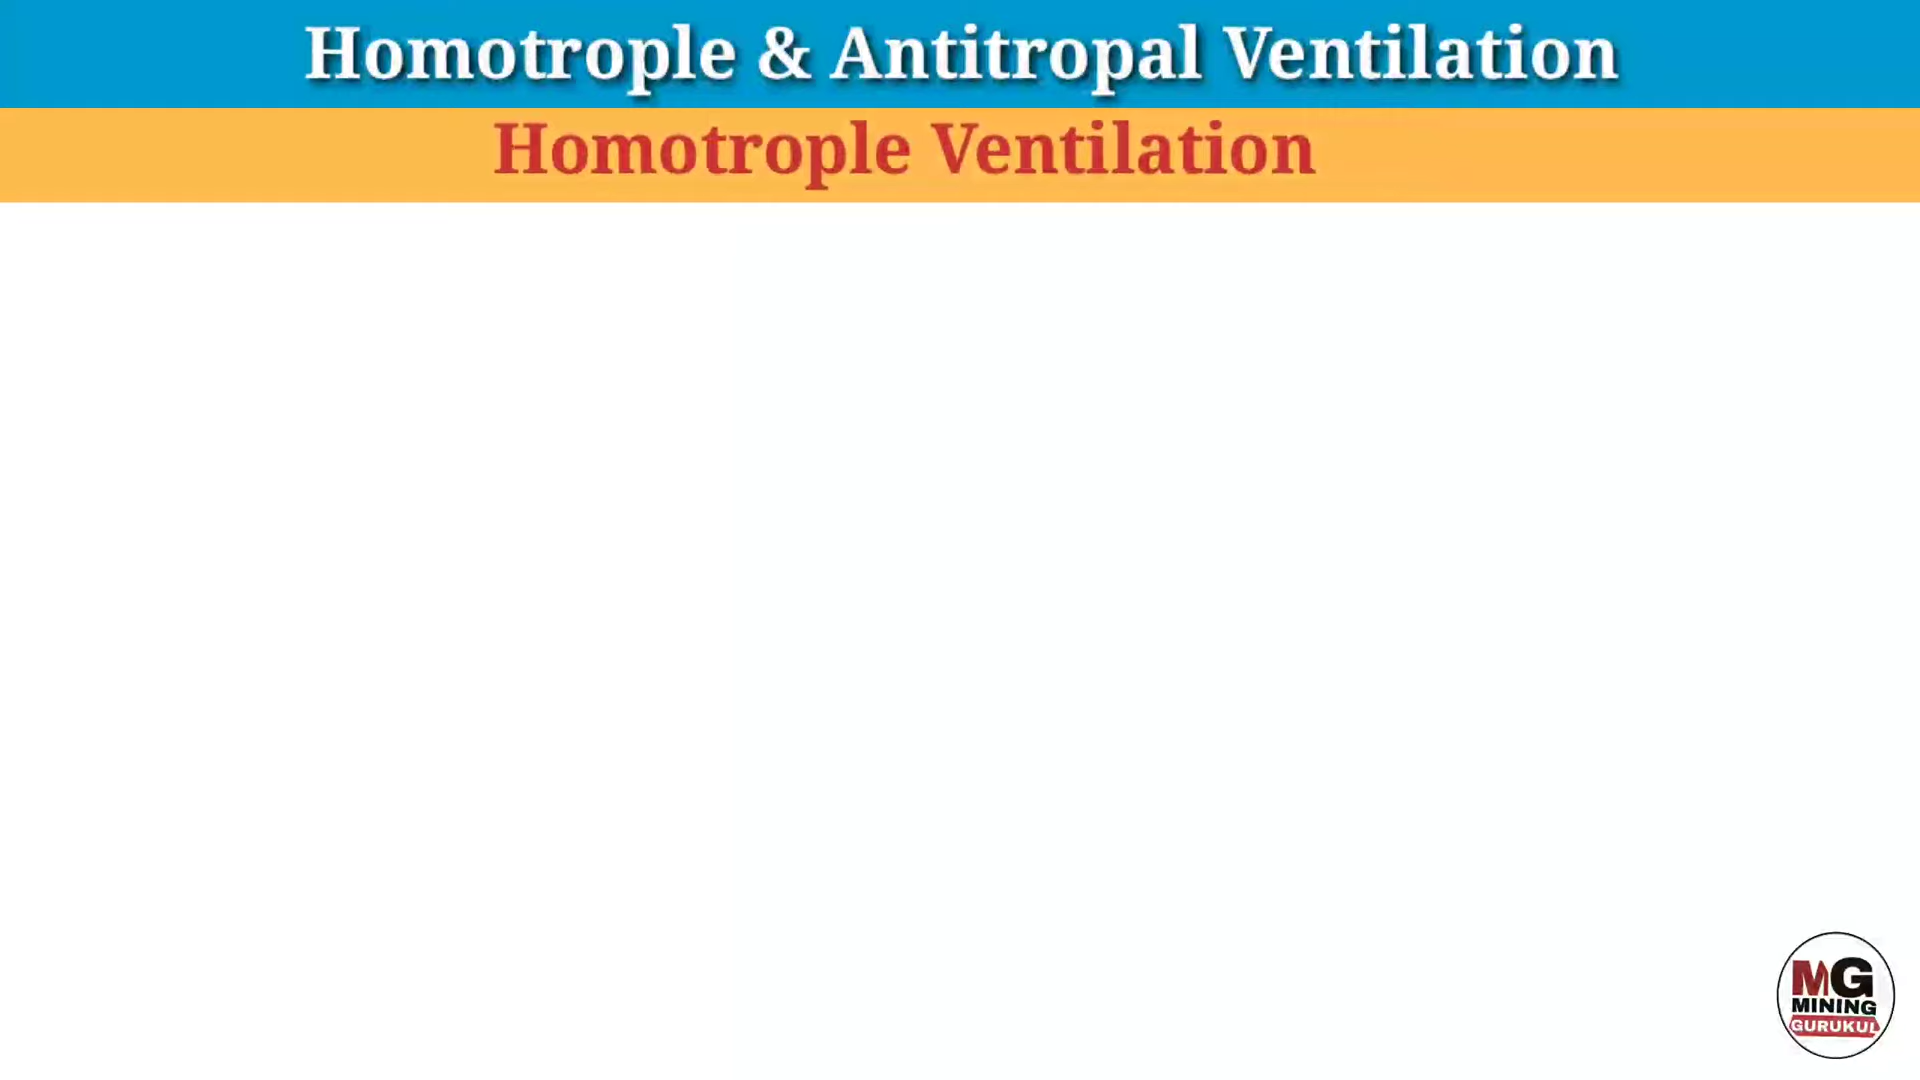 Homotrople & Antitropal Ventilation
Homotrople Ventilation
MG
MINING
GURUKUL